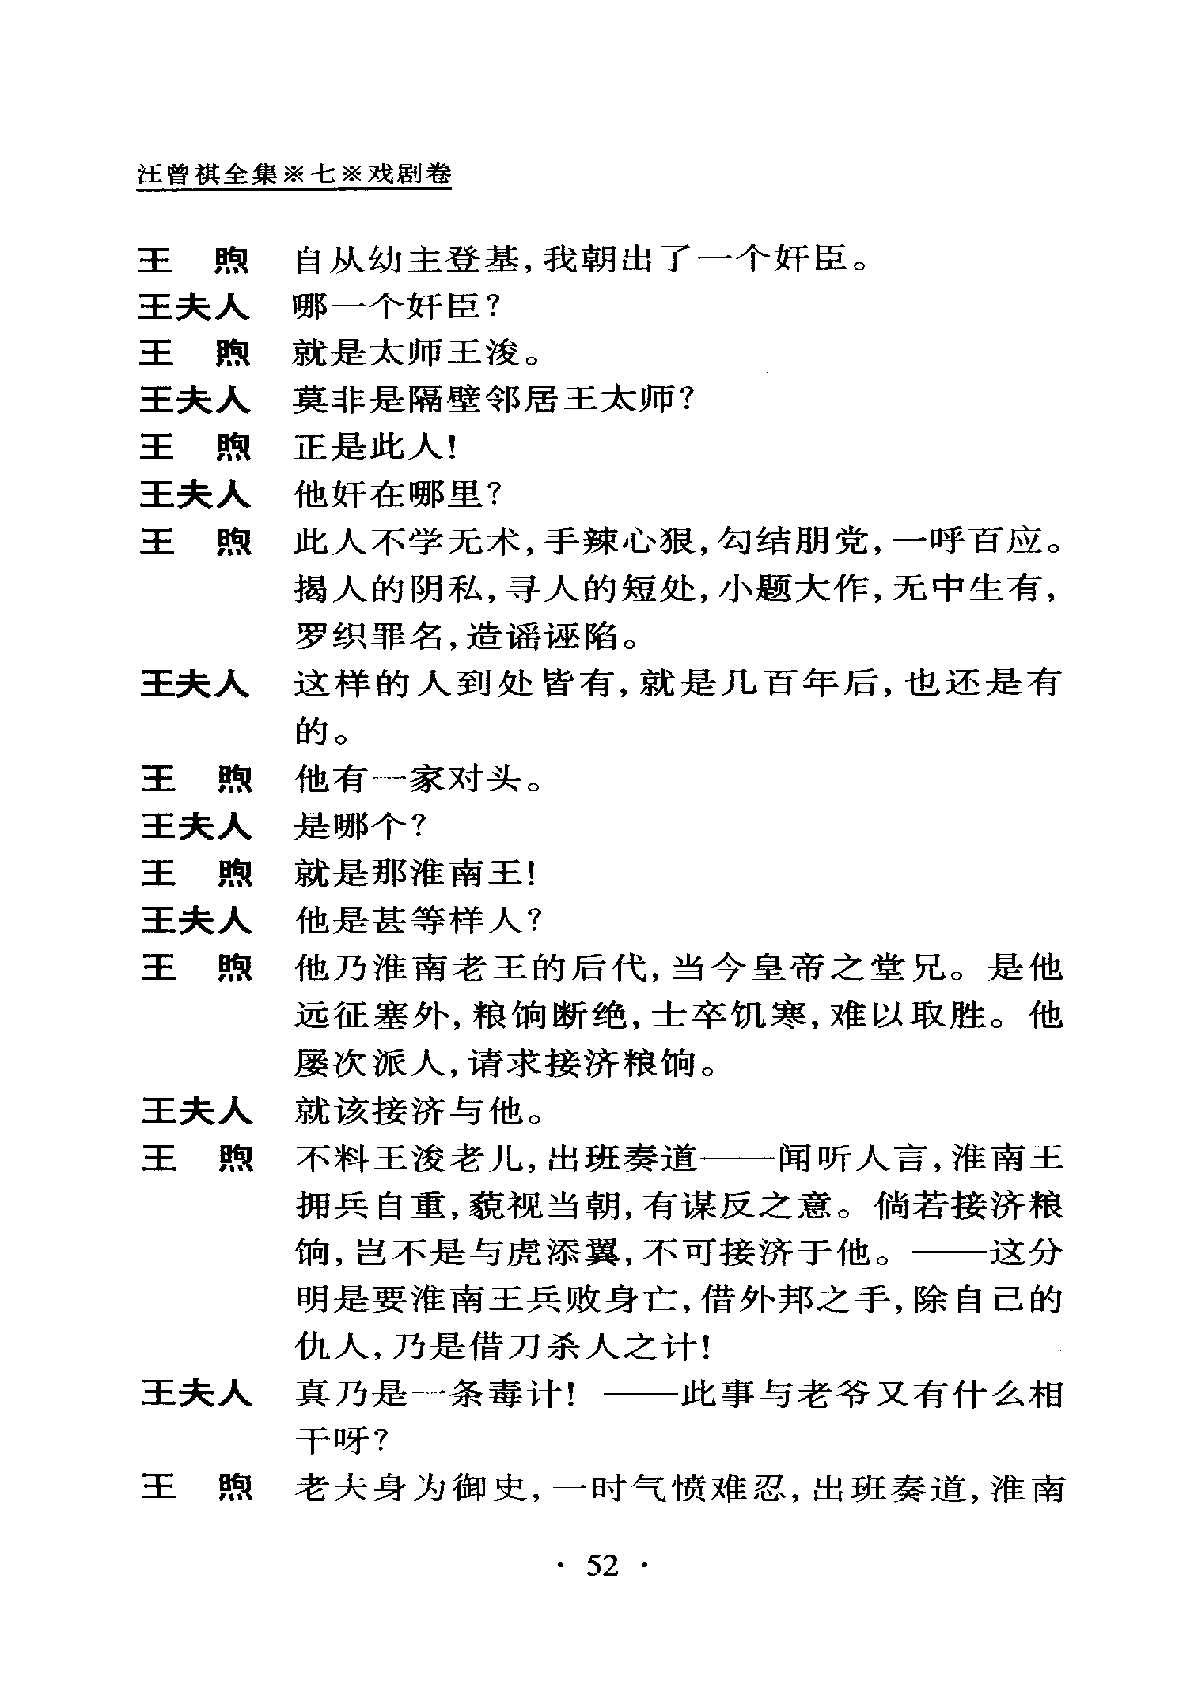 汪曾祺全集※七※戏剧卷
王　煦　自从幼主登基,我朝出了一个奸臣。
王夫人　哪一个奸臣?
王　煦　就是太师王浚。
王夫人　莫非是隔壁邻居王太师?
王　煦　正是此人!
王夫人　他奸在哪里?
王　煦　此人不学无术,手辣心狠,勾结朋党,一呼百应。
揭人的阴私,寻人的短处,小题大作,无中生有,
罗织罪名,造谣诬陷。
王夫人　这样的人到处皆有,就是几百年后,也还是有
的。
王　煦　他有一家对头。
王夫人　是哪个?
王　煦　就是那淮南王!
王夫人　他是甚等样人?
王　煦　他乃淮南老王的后代,当今皇帝之堂兄。是他
远征塞外,粮饷断绝,士卒饥寒,难以取胜。他
屡次派人,请求接济粮饷。
王夫人　就该接济与他。
王　煦　不料王浚老儿,出班奏道——闻听人言,淮南王
拥兵自重,藐视当朝,有谋反之意。倘若接济粮
饷,岂不是与虎添翼,不可接济于他。——这分
明是要淮南王兵败身亡,借外邦之手,除自己的
仇人,乃是借刀杀人之计!
王夫人　真乃是一条毒计!——此事与老爷又有什么相
干呀?
王　煦　老夫身为御史,一时气愤难忍,出班奏道,淮南
· 52 ·